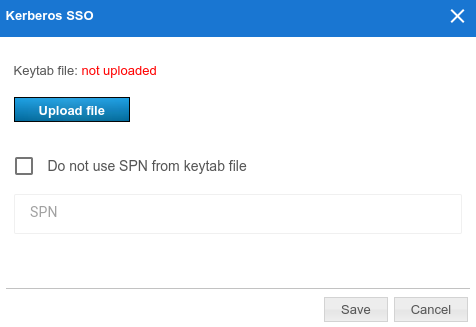 Kerberos SSO
Keytab file: not uploaded
Upload file
Do not use SPN from keytab file
SPN
Save Cancel